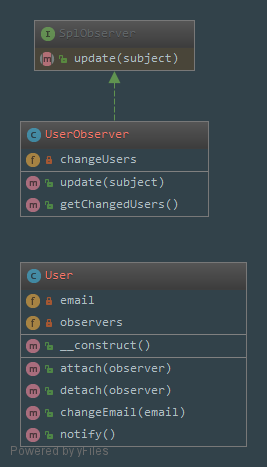 I SplObserver
m update(subject)
C UserObserver
f changeUsers
m update(subject)
m getChangedUsers()
C User
f email
f observers
m __construct()
m attach(observer)
m detach(observer)
m changeEmail(email)
m notify()
Powered by yFiles